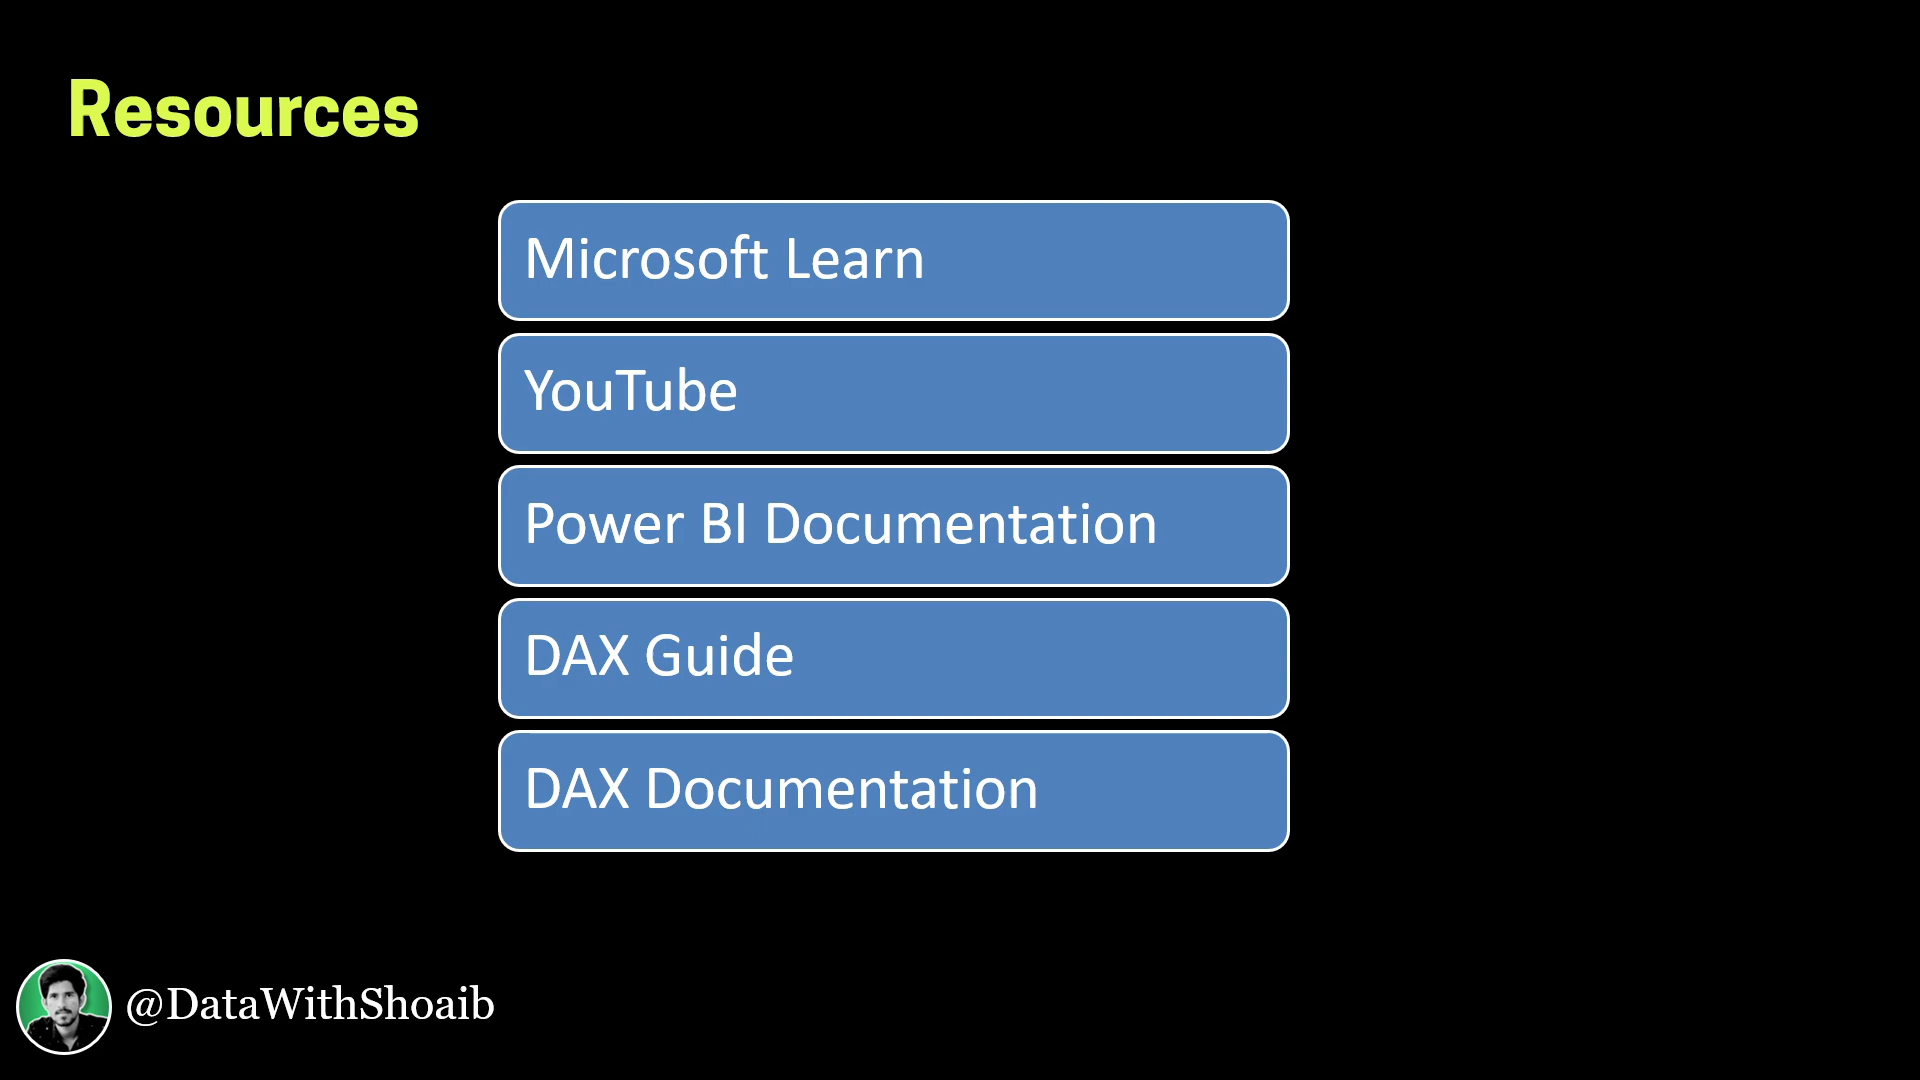 Resources
Microsoft Learn
YouTube
Power BI Documentation
DAX Guide
DAX Documentation
@DataWithShoaib